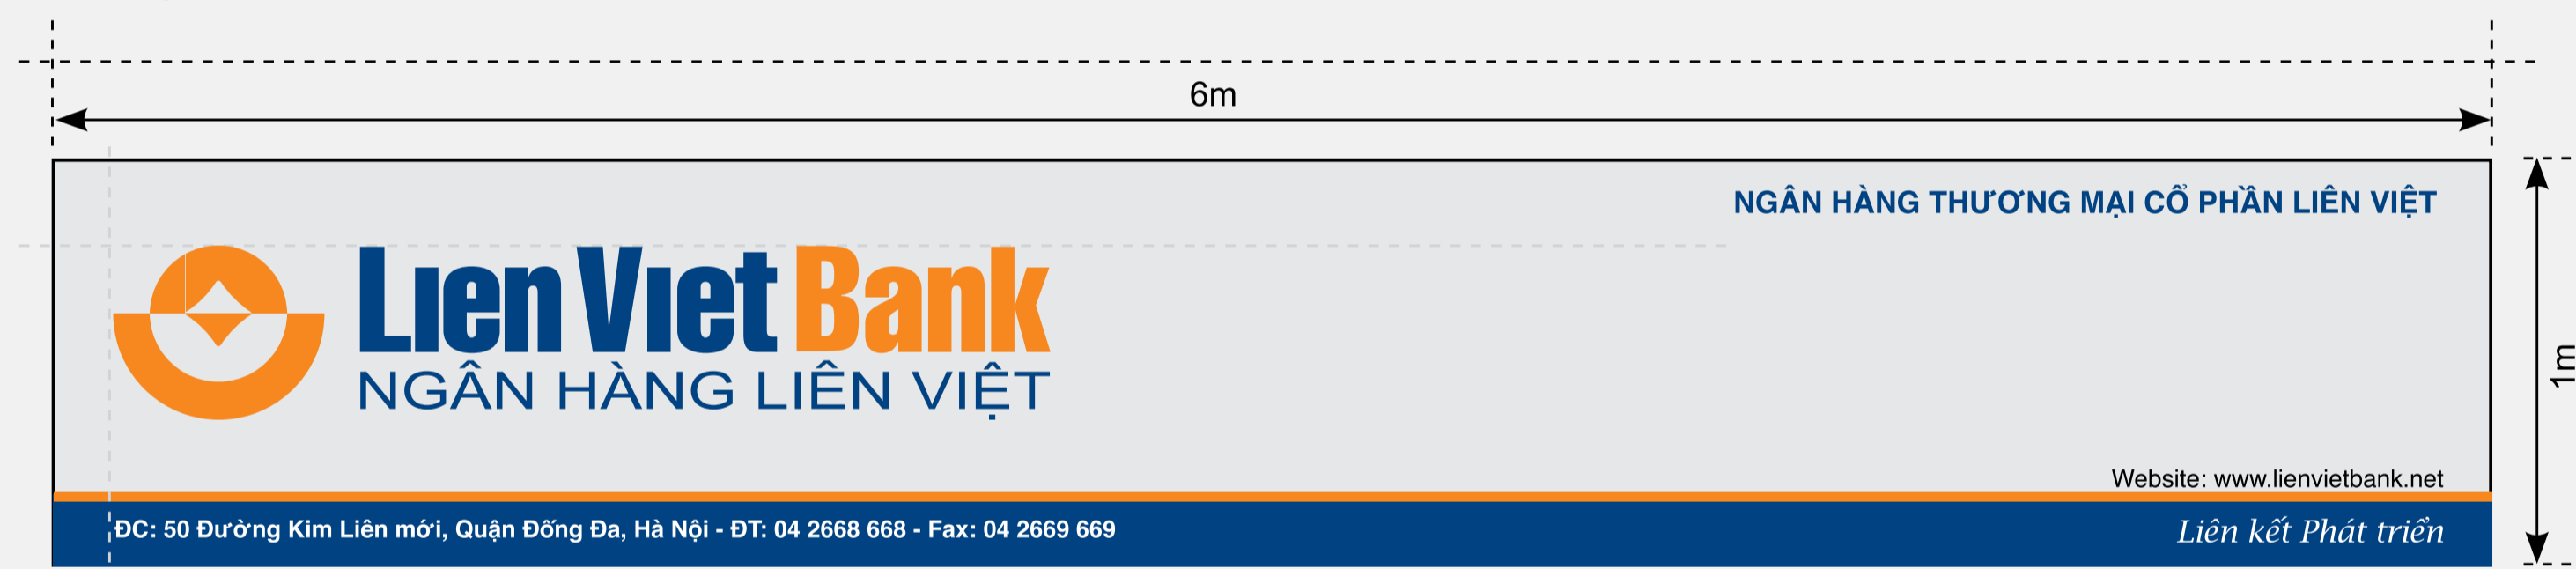 6m
NGÂN HÀNG THƯƠNG MẠI CỔ PHẦN LIÊN VIỆT
LienVietBank
NGÂN HÀNG LIÊN VIỆT
1m
Website: www.lienvietbank.net
ĐC: 50 Đường Kim Liên mới, Quận Đống Đa, Hà Nội - ĐT: 04 2668 668 - Fax: 04 2669 669
Liên kết Phát triển